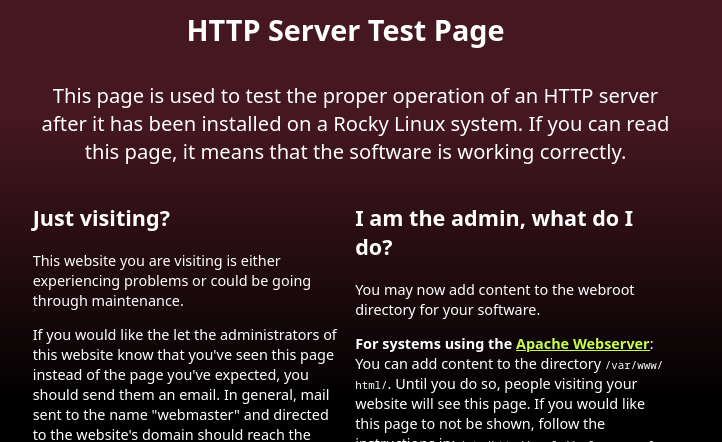 HTTP Server Test Page
This page is used to test the proper operation of an HTTP server
after it has been installed on a Rocky Linux system. If you can read
this page, it means that the software is working correctly.
Just visiting?
This website you are visiting is either
experiencing problems or could be going
through maintenance.
If you would like the let the administrators of
this website know that you've seen this page
instead of the page you've expected, you
should send them an email. In general, mail
sent to the name "webmaster" and directed
to the website's domain should reach the
I am the admin, what do I
do?
You may now add content to the webroot
directory for your software.
For systems using the Apache Webserver:
You can add content to the directory /var/www/
html/. Until you do so, people visiting your
website will see this page. If you would like
this page to not be shown, follow the